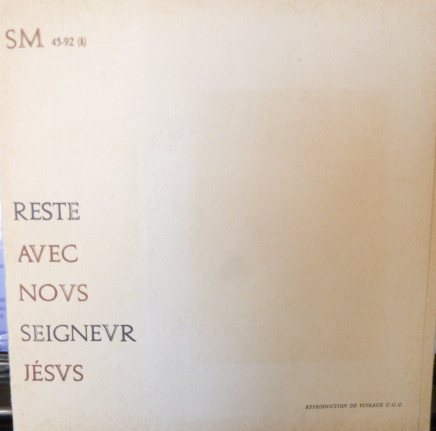 SM 45-92 (A)
RESTE
AVEC
NOVS
SEIGNEVR
JÉSVS
REPRODUCTION DE VITRAUX C.G.C.